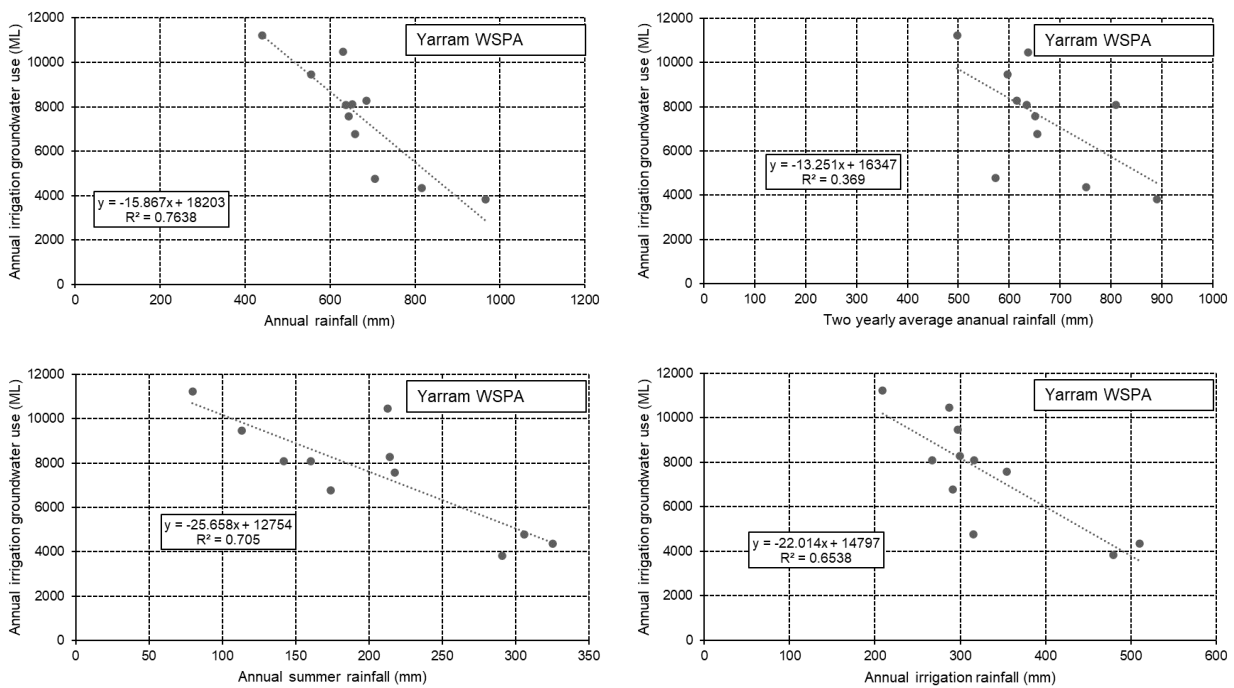 Annual irrigation groundwater use (ML)
12000
10000
8000
6000
4000
2000
0
Yarram WSPA
y = -15.867x + 18203
R² = 0.7638
0 200 400 600 800 1000 1200
Annual rainfall (mm)
Annual irrigation groundwater use (ML)
12000
10000
8000
6000
4000
2000
0
Yarram WSPA
y = -13.251x + 16347
R² = 0.369
0 100 200 300 400 500 600 700 800 900 1000
Two yearly average ananual rainfall (mm)
Annual irrigation groundwater use (ML)
12000
10000
8000
6000
4000
2000
0
Yarram WSPA
y = -25.658x + 12754
R² = 0.705
0 50 100 150 200 250 300 350
Annual summer rainfall (mm)
Annual irrigation groundwater use (ML)
12000
10000
8000
6000
4000
2000
0
Yarram WSPA
y = -22.014x + 14797
R² = 0.6538
0 100 200 300 400 500 600
Annual irrigation rainfall (mm)